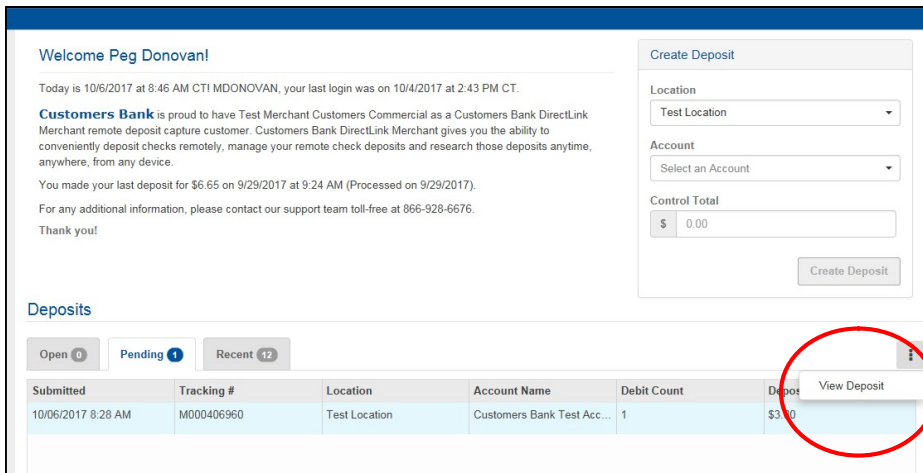 Welcome Peg Donovan!
Today is 10/6/2017 at 8:46 AM CT! MDONOVAN, your last login was on 10/4/2017 at 2:43 PM CT.
Customers Bank is proud to have Test Merchant Customers Commercial as a Customers Bank DirectLink
Merchant remote deposit capture customer. Customers Bank DirectLink Merchant gives you the ability to
conveniently deposit checks remotely, manage your remote check deposits and research those deposits anytime,
anywhere, from any device.
You made your last deposit for $6.65 on 9/29/2017 at 9:24 AM (Processed on 9/29/2017).
For any additional information, please contact our support team toll-free at 866-928-6676.
Thank you!
Create Deposit
Location
Test Location
Account
Select an Account
Control Total
$ 0.00
Create Deposit
Deposits
Open 0 Pending 1 Recent 12
View Deposit
Submitted Tracking # Location Account Name Debit Count
10/06/2017 8:28 AM M000406960 Test Location Customers Bank Test Acc... 1